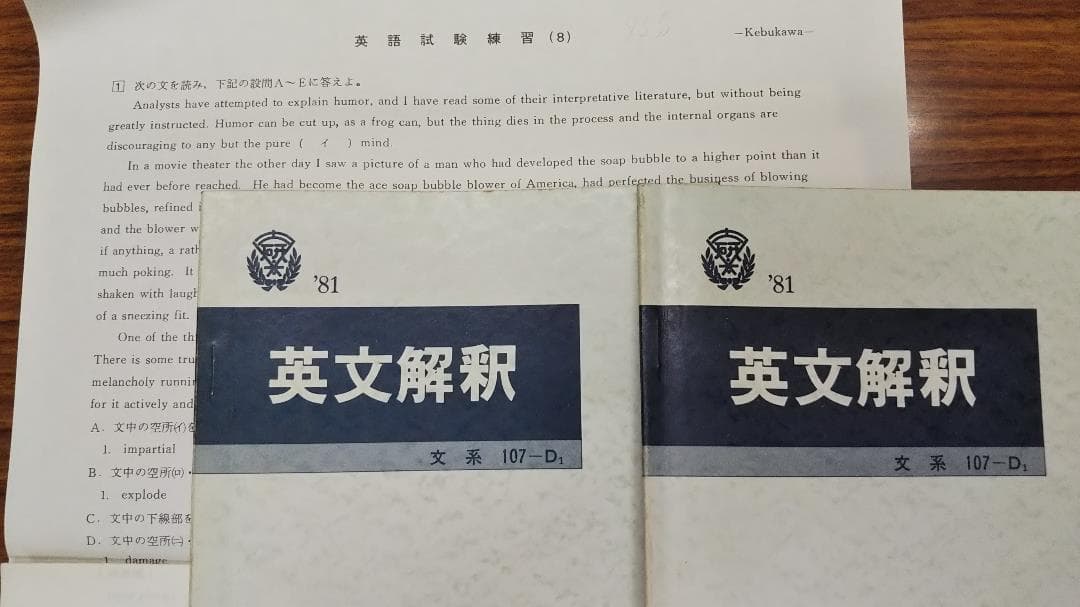 英語試験練習(8)
—Kebukawa—
1 次の文を読み、下記の設問A〜Eに答えよ。
Analysts have attempted to explain humor, and I have read some of their interpretative literature, but without being
greatly instructed. Humor can be cut up, as a frog can, but the thing dies in the process and the internal organs are
discouraging to any but the pure ( イ ) mind.
In a movie theater the other day I saw a picture of a man who had developed the soap bubble to a higher point than it
had ever before reached. He had become the ace soap bubble blower of America, had perfected the business of blowing
bubbles, refined
and the blower
if anything, a
much poking. It
shaken with
of a sneezing fit.
One of the
There is some
melancholy
for it actively and
A. 文中の空所(イ)を
1. impartial
B. 文中の空所(ロ)・
1. explode
C. 文中の下線部を
D. 文中の空所(ニ)・
1. damage
'81
英文解釈
文系 107-D1
'81
英文解釈
文系 107-D1